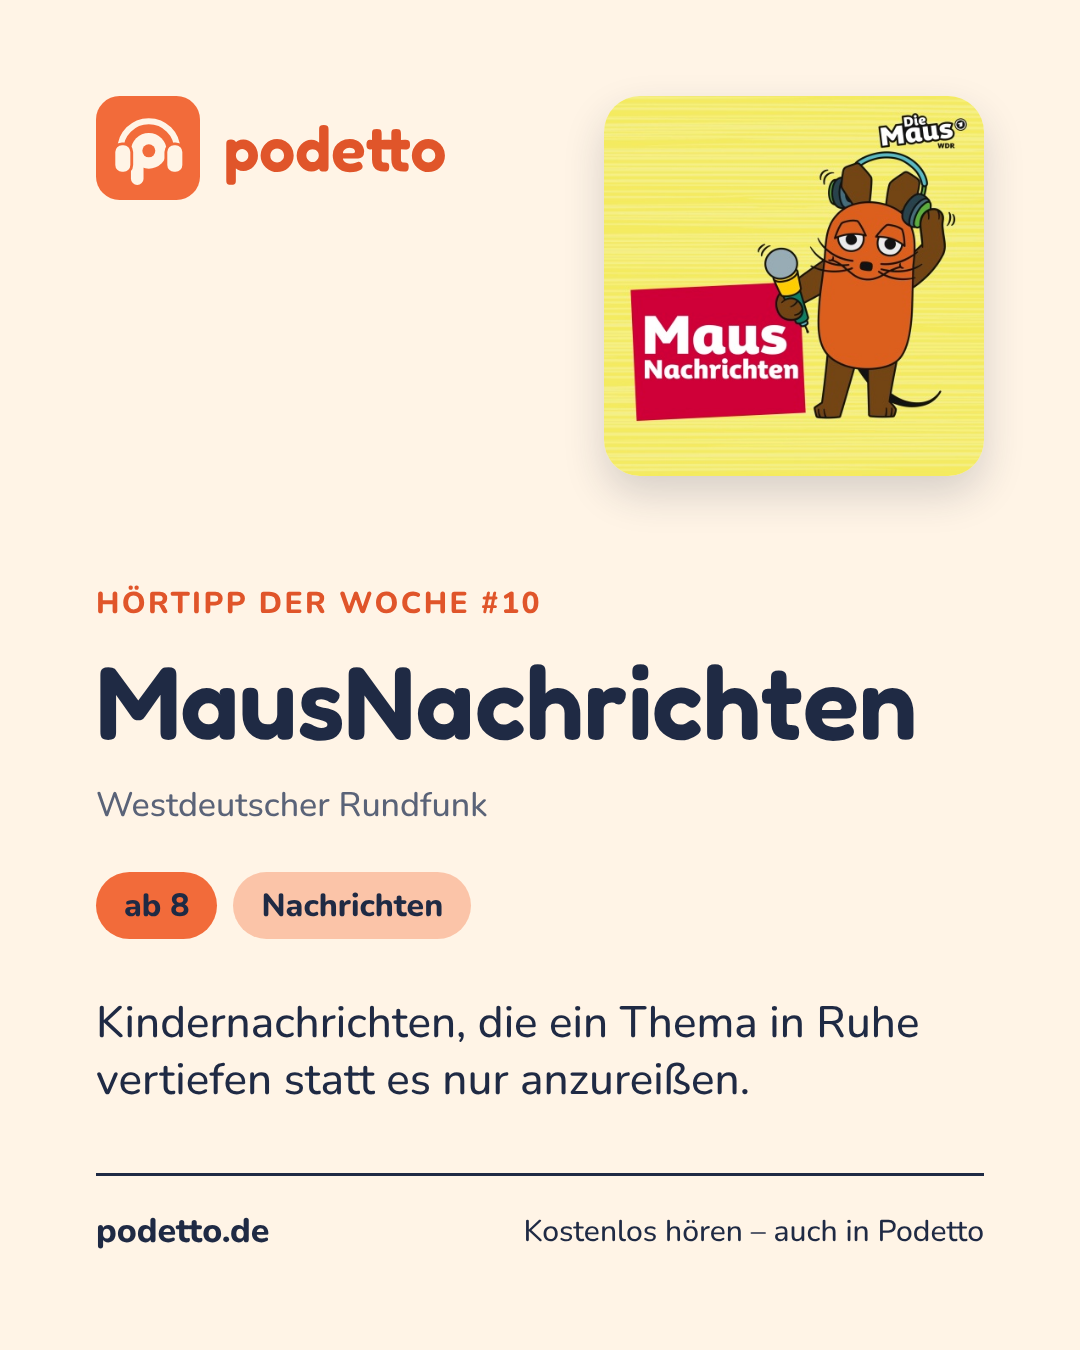 podetto
Die
Maus
WDR
Maus
Nachrichten
HÖRTIPP DER WOCHE #10
MausNachrichten
Westdeutscher Rundfunk
ab 8
Nachrichten
Kindernachrichten, die ein Thema in Ruhe
vertiefen statt es nur anzureißen.
podetto.de
Kostenlos hören – auch in Podetto